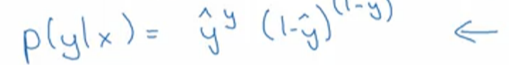 p(y|x) = ŷ^y (1-ŷ)^(1-y) ←